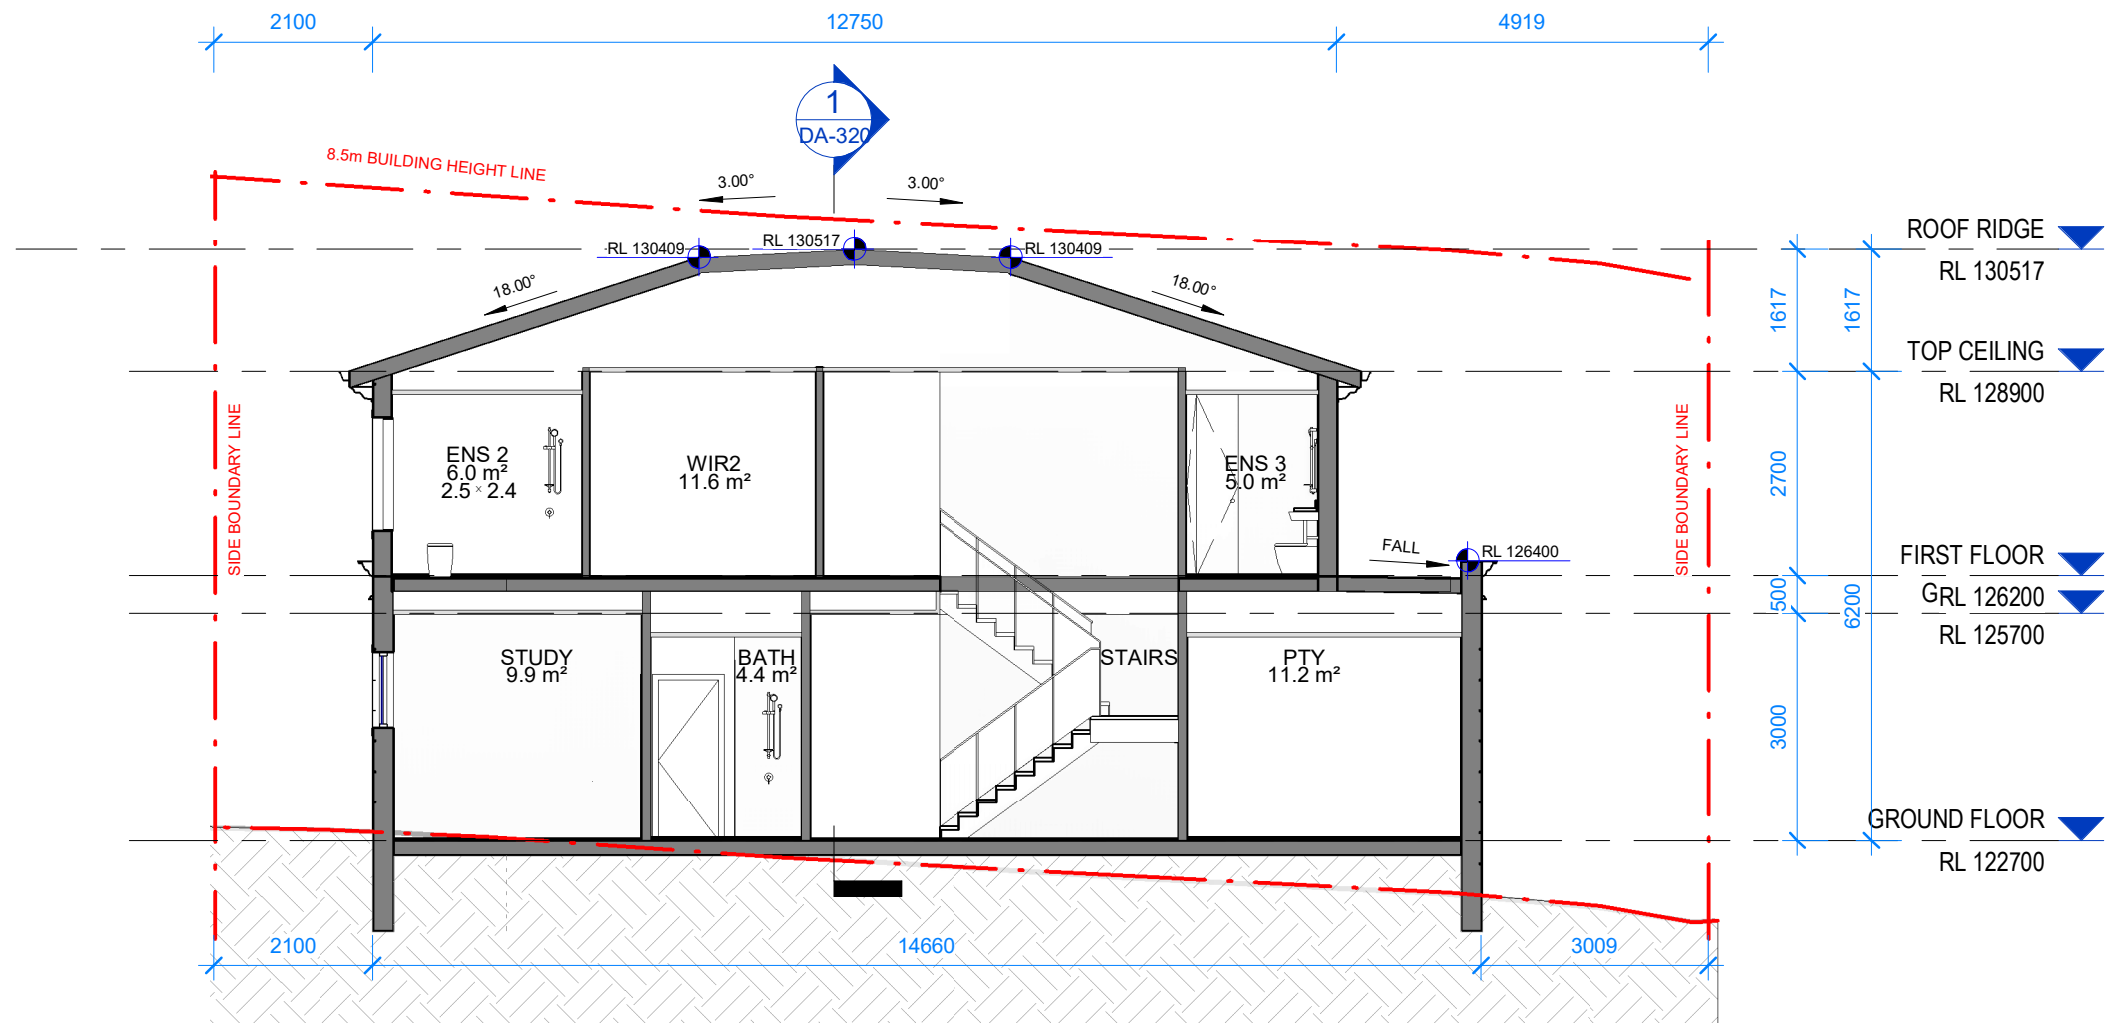 2100
12750
4919
1
DA-320
8.5m BUILDING HEIGHT LINE
3.00°
3.00°
RL 130409
RL 130517
RL 130409
ROOF RIDGE
RL 130517
18.00°
18.00°
1617
1617
TOP CEILING
RL 128900
SIDE BOUNDARY LINE
ENS 2
6.0 m²
2.5 × 2.4
WIR2
11.6 m²
ENS 3
5.0 m²
SIDE BOUNDARY LINE
2700
FALL
RL 126400
FIRST FLOOR
RL 126200
G
RL 125700
500
6200
STUDY
9.9 m²
BATH
4.4 m²
STAIRS
PTY
11.2 m²
3000
GROUND FLOOR
RL 122700
2100
14660
3009